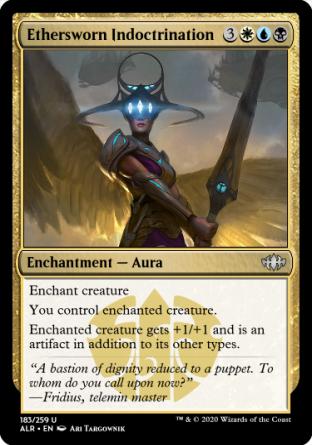 Ethersworn Indoctrination 3
Enchantment — Aura
Enchant creature
You control enchanted creature.
Enchanted creature gets +1/+1 and is an
artifact in addition to its other types.
“A bastion of dignity reduced to a puppet. To
whom do you call upon now?”
—Fridius, telemin master
183/259 U
ALR • EN Ari Targownik
™ & © 2020 Wizards of the Coast